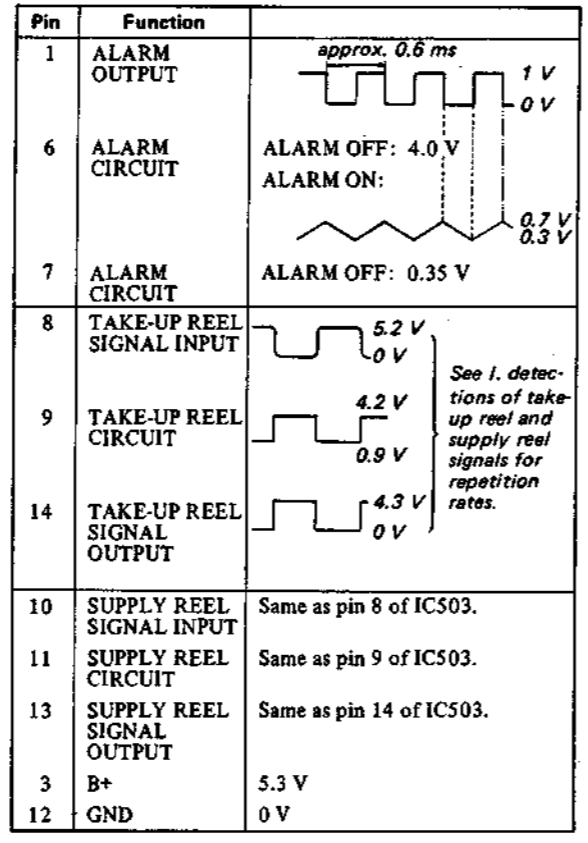 Pin Function
1 ALARM OUTPUT approx. 0.6 ms 1 V 0 V
6 ALARM CIRCUIT ALARM OFF: 4.0 V
ALARM ON:
0.7 V
0.3 V
7 ALARM CIRCUIT ALARM OFF: 0.35 V
8 TAKE-UP REEL SIGNAL INPUT 5.2 V 0 V
9 TAKE-UP REEL CIRCUIT 4.2 V 0.9 V
14 TAKE-UP REEL SIGNAL OUTPUT 4.3 V 0 V
See I. detec-
tions of take-
up reel and
supply reel
signals for
repetition
rates.
10 SUPPLY REEL SIGNAL INPUT Same as pin 8 of IC503.
11 SUPPLY REEL CIRCUIT Same as pin 9 of IC503.
13 SUPPLY REEL SIGNAL OUTPUT Same as pin 14 of IC503.
3 B+ 5.3 V
12 GND 0 V